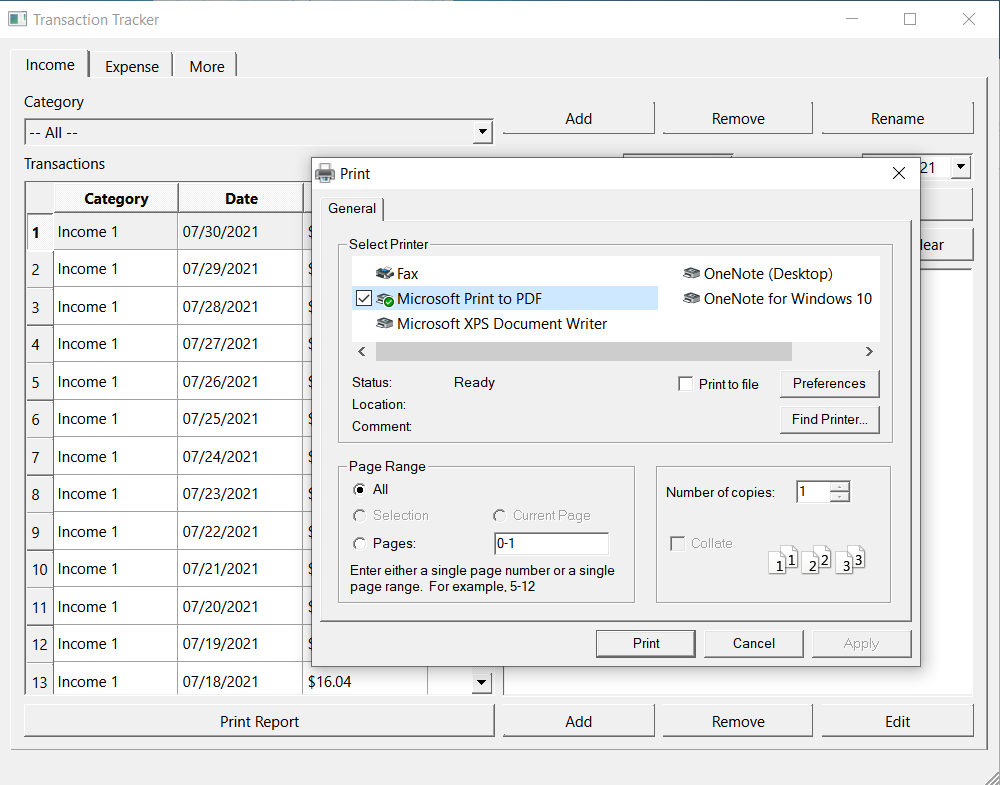 Transaction Tracker
Income Expense More
Category
-- All --
Add Remove Rename
Transactions
21
Clear
Category Date
1 Income 1 07/30/2021 $
2 Income 1 07/29/2021 $
3 Income 1 07/28/2021 $
4 Income 1 07/27/2021 $
5 Income 1 07/26/2021 $
6 Income 1 07/25/2021 $
7 Income 1 07/24/2021 $
8 Income 1 07/23/2021 $
9 Income 1 07/22/2021 $
10 Income 1 07/21/2021 $
11 Income 1 07/20/2021 $
12 Income 1 07/19/2021 $
13 Income 1 07/18/2021 $16.04
Print
General
Select Printer
Fax OneNote (Desktop)
Microsoft Print to PDF OneNote for Windows 10
Microsoft XPS Document Writer
Status: Ready Print to file Preferences
Location:
Comment: Find Printer...
Page Range
All
Selection Current Page
Pages: 0-1
Enter either a single page number or a single
page range. For example, 5-12
Number of copies: 1
Collate
1 1 2 2 3 3
Print Cancel Apply
Print Report Add Remove Edit